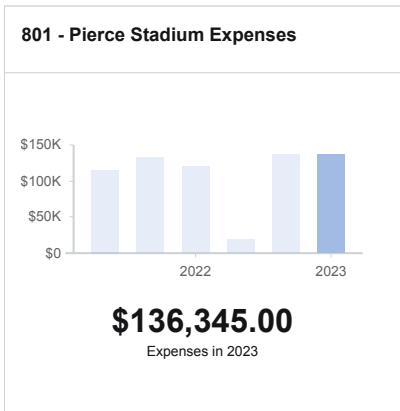 801 - Pierce Stadium Expenses
$150K
$100K
$50K
$0
2022
2023
$136,345.00
Expenses in 2023